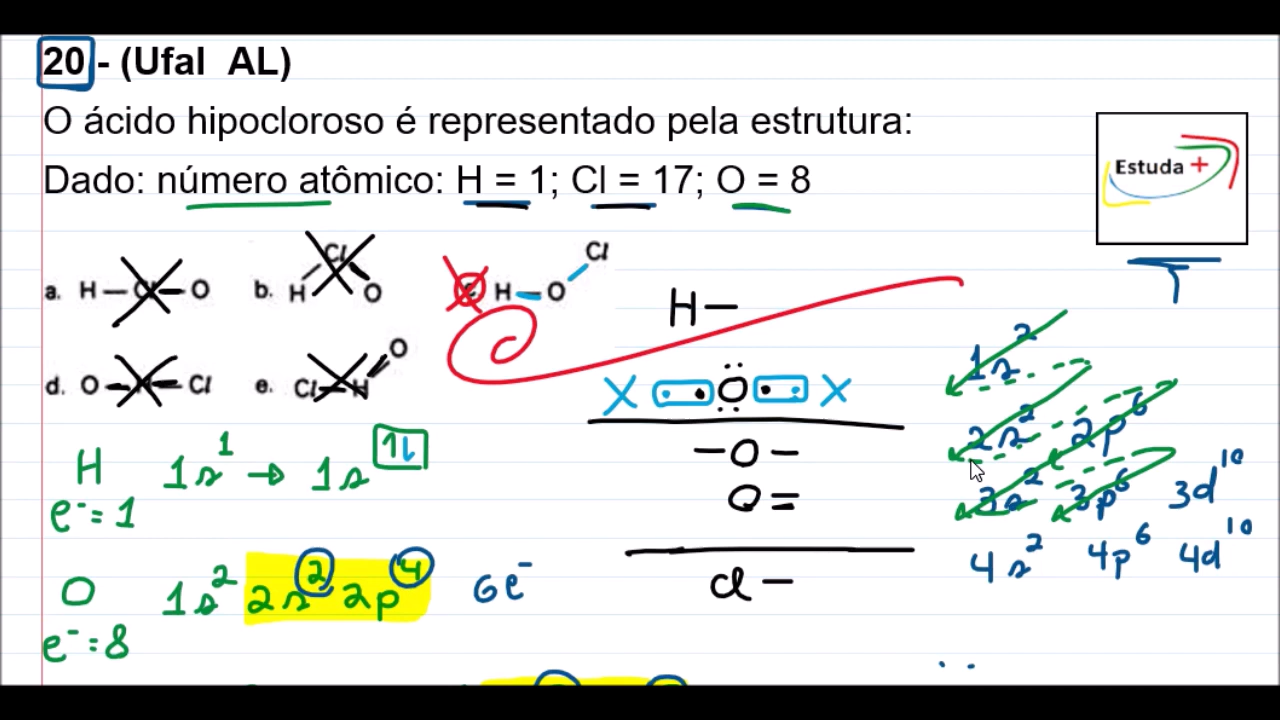 20 - (Ufal AL)
O ácido hipocloroso é representado pela estrutura:
Dado: número atômico: H = 1; Cl = 17; O = 8
Estuda +
a. H — Cl — O
b. H Cl O
H — O Cl
d. O — H — Cl
e. Cl — H O
C
H —
X O X
— O —
O =
Cl —
H 1s¹ → 1s
e⁻ = 1
O 1s² 2s² 2p⁴ 6e⁻
e⁻ = 8
1s²
2s² 2p⁶
3s² 3p⁶ 3d¹⁰
4s² 4p⁶ 4d¹⁰